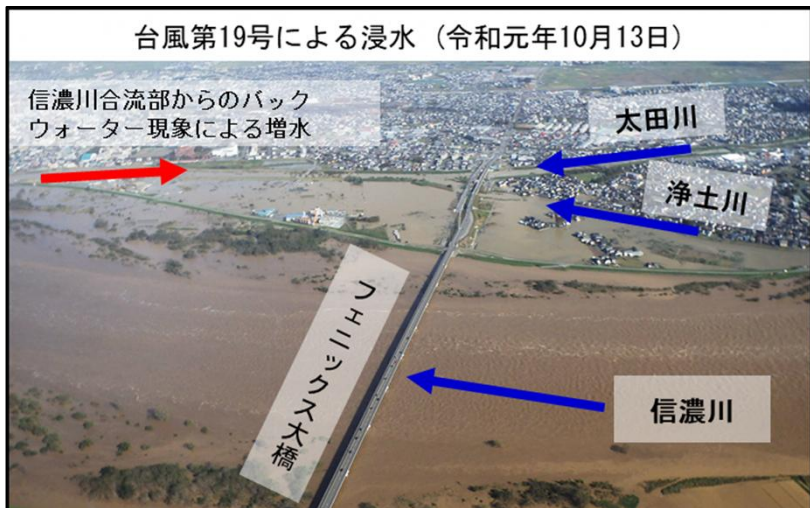 台風第19号による浸水（令和元年10月13日）
信濃川合流部からのバック
ウォーター現象による増水
太田川
浄土川
フェニックス大橋
信濃川